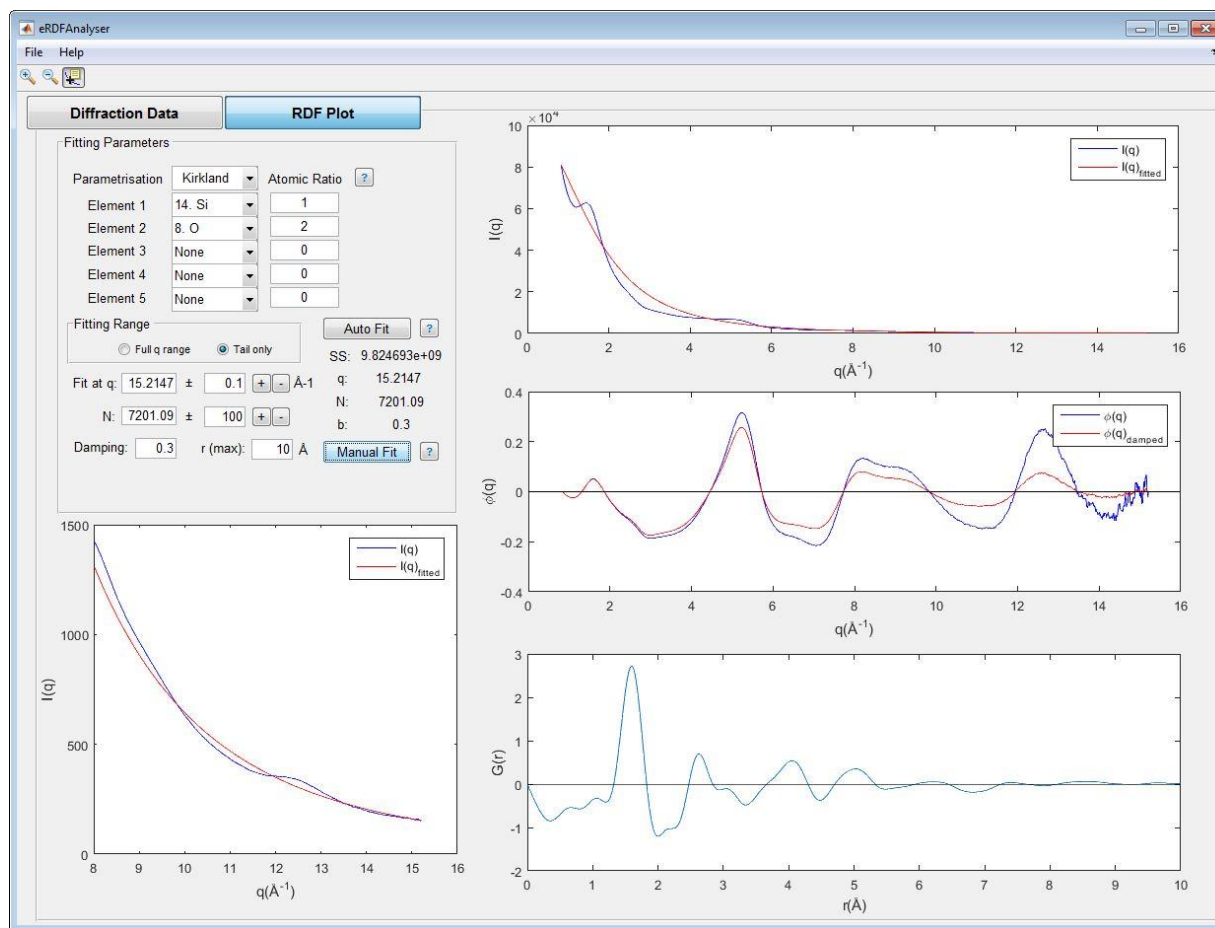 eRDFAnalyser
File Help
Diffraction Data RDF Plot
Fitting Parameters
Parametrisation Kirkland Atomic Ratio ?
Element 1 14. Si 1
Element 2 8. O 2
Element 3 None 0
Element 4 None 0
Element 5 None 0
Fitting Range
Full q range Tail only
Auto Fit ?
SS: 9.824693e+09
Fit at q: 15.2147 ± 0.1 + - Å-1
q: 15.2147
N: 7201.09 ± 100 + -
N: 7201.09
b: 0.3
Damping: 0.3 r (max): 10 Å
Manual Fit ?
1500
1000
500
0
I(q)
I(q)
I(q)fitted
8 9 10 11 12 13 14 15 16
q(Å-1)
×10⁴
10
8
6
4
2
0
I(q)
I(q)
I(q)fitted
0 2 4 6 8 10 12 14 16
q(Å-1)
0.4
0.2
0
-0.2
-0.4
ϕ(q)
ϕ(q)
ϕ(q)damped
0 2 4 6 8 10 12 14 16
q(Å-1)
3
2
1
0
-1
-2
G(r)
0 1 2 3 4 5 6 7 8 9 10
r(Å)